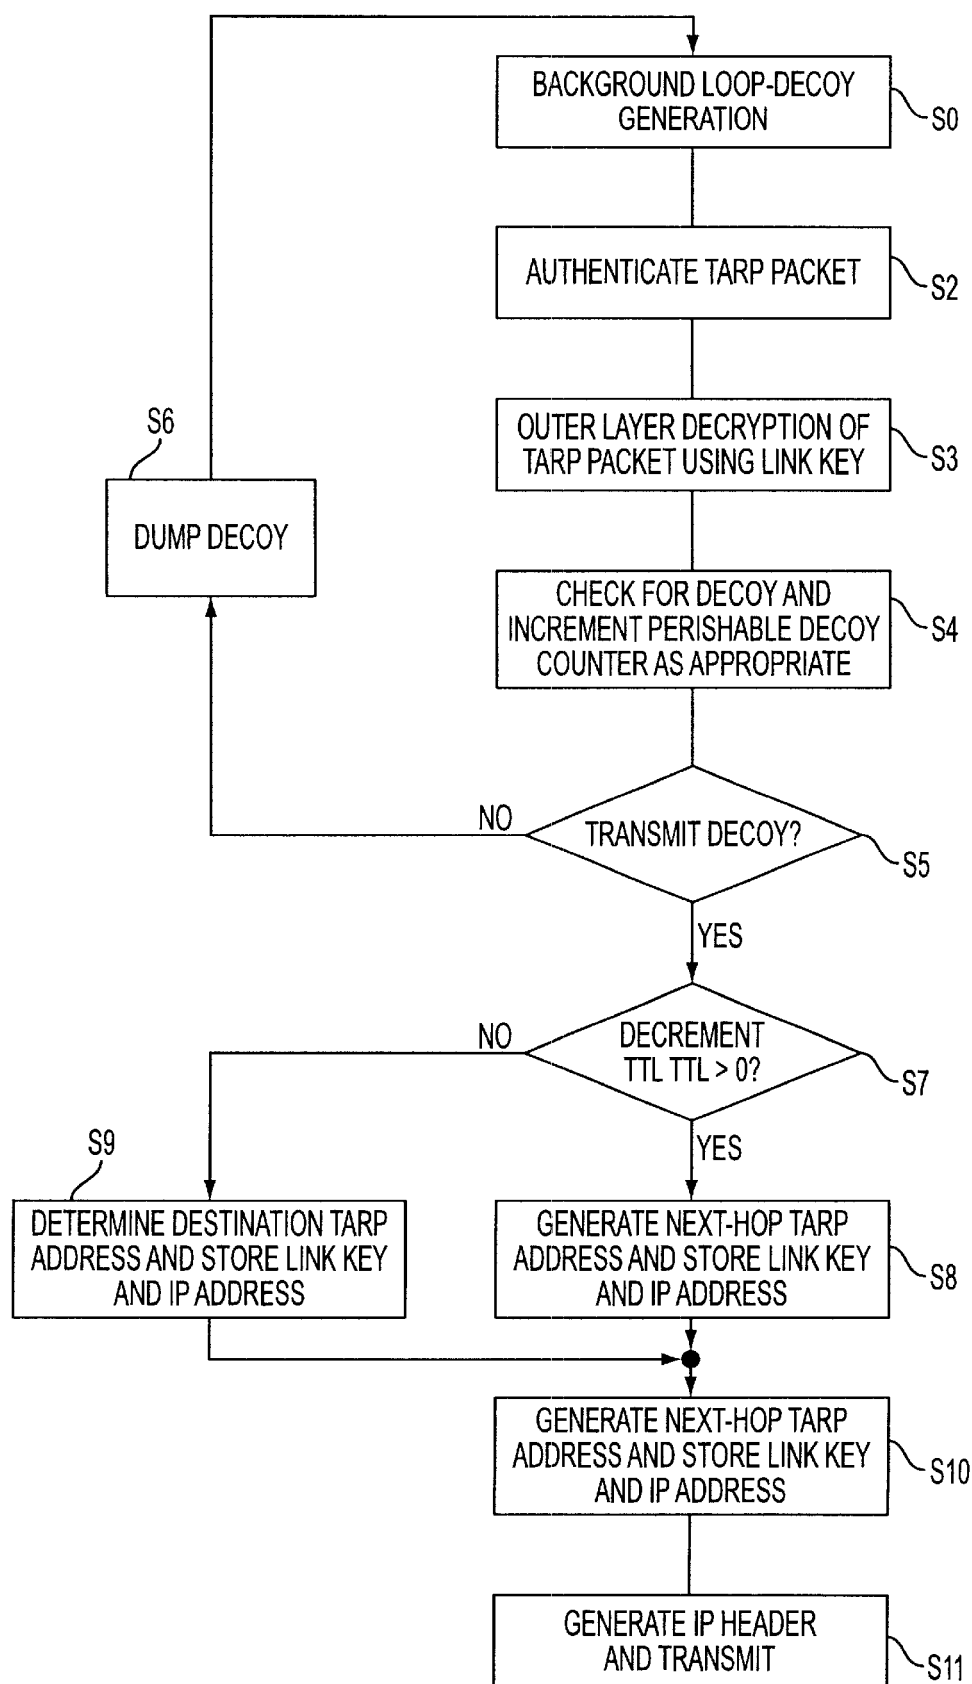 BACKGROUND LOOP-DECOY
GENERATION
S0
AUTHENTICATE TARP PACKET
S2
OUTER LAYER DECRYPTION OF
TARP PACKET USING LINK KEY
S3
S6
DUMP DECOY
CHECK FOR DECOY AND
INCREMENT PERISHABLE DECOY
COUNTER AS APPROPRIATE
S4
NO
TRANSMIT DECOY?
S5
YES
NO
DECREMENT
TTL TTL > 0?
S7
YES
S9
DETERMINE DESTINATION TARP
ADDRESS AND STORE LINK KEY
AND IP ADDRESS
GENERATE NEXT-HOP TARP
ADDRESS AND STORE LINK KEY
AND IP ADDRESS
S8
GENERATE NEXT-HOP TARP
ADDRESS AND STORE LINK KEY
AND IP ADDRESS
S10
GENERATE IP HEADER
AND TRANSMIT
S11